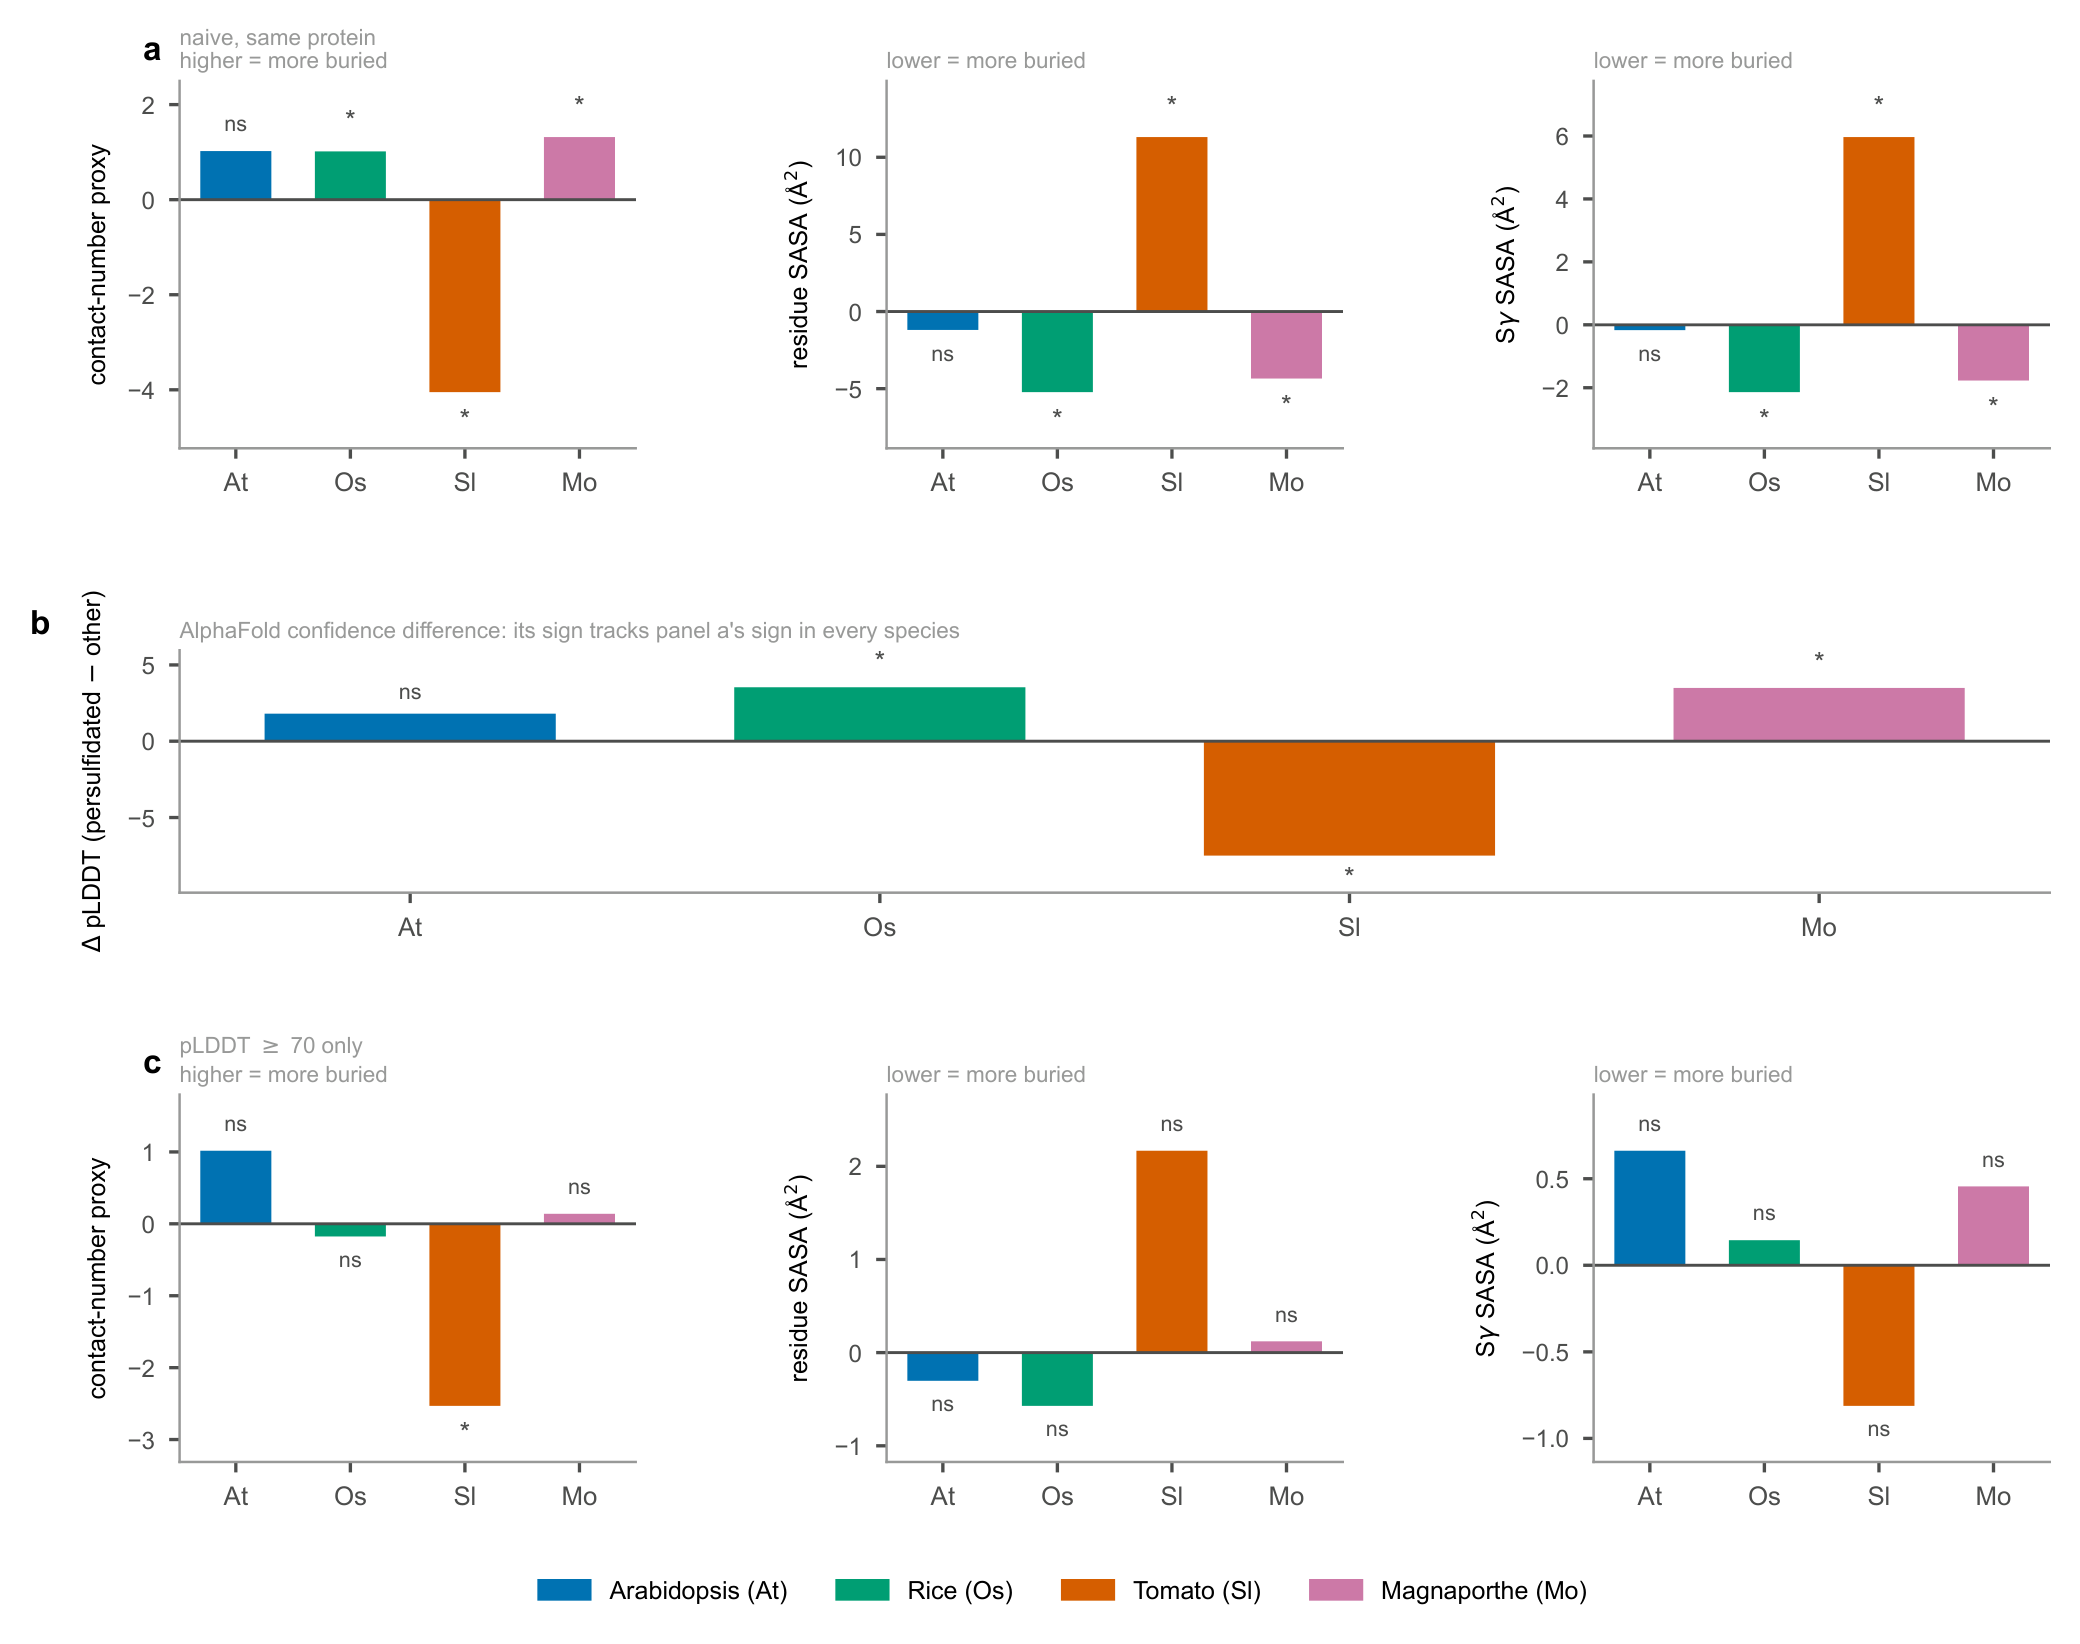 a
naive, same protein
higher = more buried
contact-number proxy
2
0
−2
−4
ns
*
*
*
At
Os
Sl
Mo
lower = more buried
residue SASA (Å²)
10
5
0
−5
ns
*
*
*
At
Os
Sl
Mo
lower = more buried
Sγ SASA (Å²)
6
4
2
0
−2
ns
*
*
*
At
Os
Sl
Mo
b
AlphaFold confidence difference: its sign tracks panel a's sign in every species
Δ pLDDT (persulfidated − other)
5
0
−5
ns
*
*
*
At
Os
Sl
Mo
c
pLDDT ≥ 70 only
higher = more buried
contact-number proxy
1
0
−1
−2
−3
ns
ns
*
ns
At
Os
Sl
Mo
lower = more buried
residue SASA (Å²)
2
1
0
−1
ns
ns
ns
ns
At
Os
Sl
Mo
lower = more buried
Sγ SASA (Å²)
0.5
0.0
−0.5
−1.0
ns
ns
ns
ns
At
Os
Sl
Mo
Arabidopsis (At)
Rice (Os)
Tomato (Sl)
Magnaporthe (Mo)